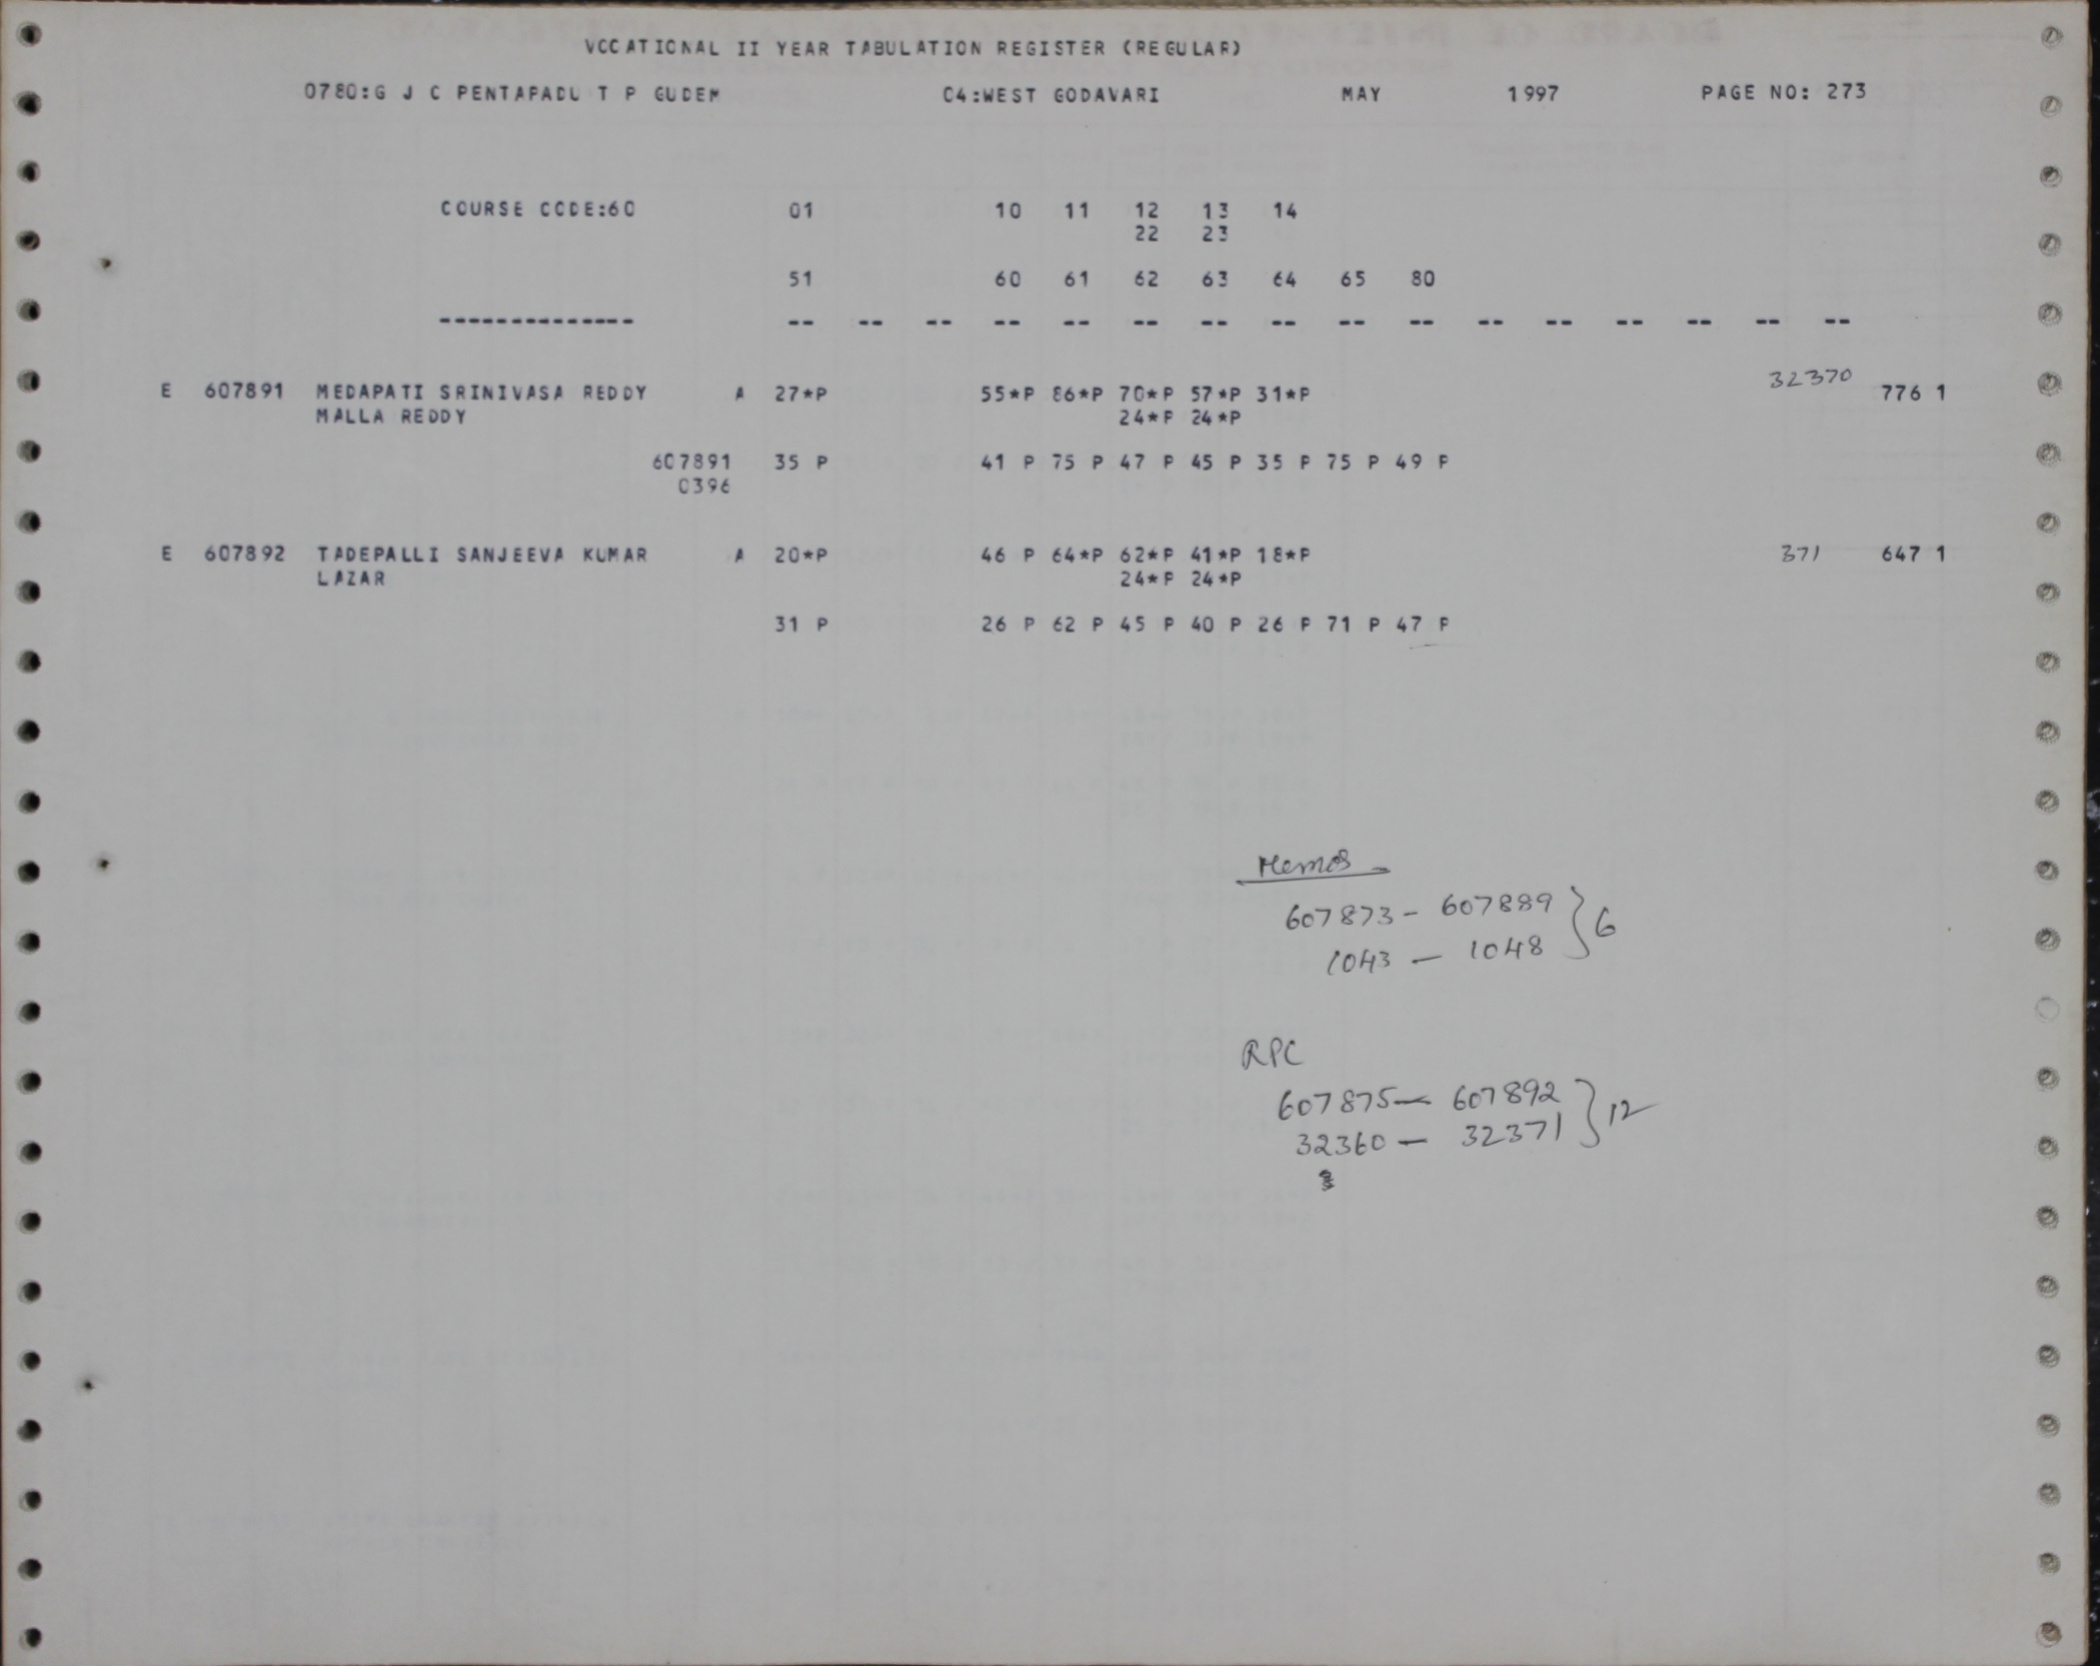 VOCATIONAL II YEAR TABULATION REGISTER (REGULAR)
0780:G J C PENTAPADU T P GUDEM C4:WEST GODAVARI MAY 1997 PAGE NO: 273
COURSE CODE:60 01 10 11 12 13 14
22 23
51 60 61 62 63 64 65 80
-------------- -- -- -- -- -- -- -- -- -- -- -- -- -- -- -- --
E 607891 MEDAPATI SRINIVASA REDDY A 27*P 55*P 86*P 70*P 57*P 31*P 32370 776 1
MALLA REDDY 24*P 24*P
607891 35 P 41 P 75 P 47 P 45 P 35 P 75 P 49 P
0396
E 607892 TADEPALLI SANJEEVA KUMAR A 20*P 46 P 64*P 62*P 41*P 18*P 371 647 1
LAZAR 24*P 24*P
31 P 26 P 62 P 45 P 40 P 26 P 71 P 47 P
Memos
607873 - 607889 } 6
1043 - 1048
RPC
607875 - 607892 } 12
32360 - 32371